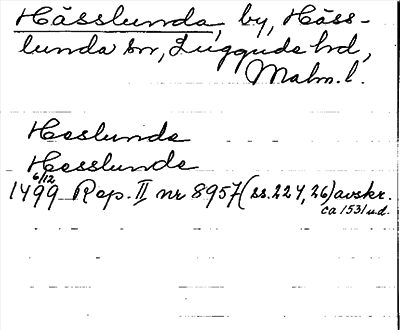 Hässlunda, by, Häss-
lunda sn, Luggude hd,
Malm. l.
Heslunde
Hesslunde
6/12
1499 Rep. II nr 8957 (ss. 224, 26) avskr.
ca 1531 u.d.